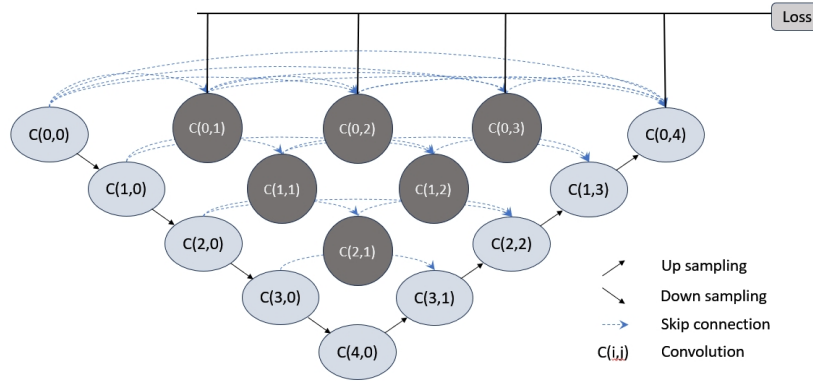 Loss
C(0,0)
C(0,1)
C(0,2)
C(0,3)
C(0,4)
C(1,0)
C(1,1)
C(1,2)
C(1,3)
C(2,0)
C(2,1)
C(2,2)
C(3,0)
C(3,1)
C(4,0)
Up sampling
Down sampling
Skip connection
C(i,j) Convolution